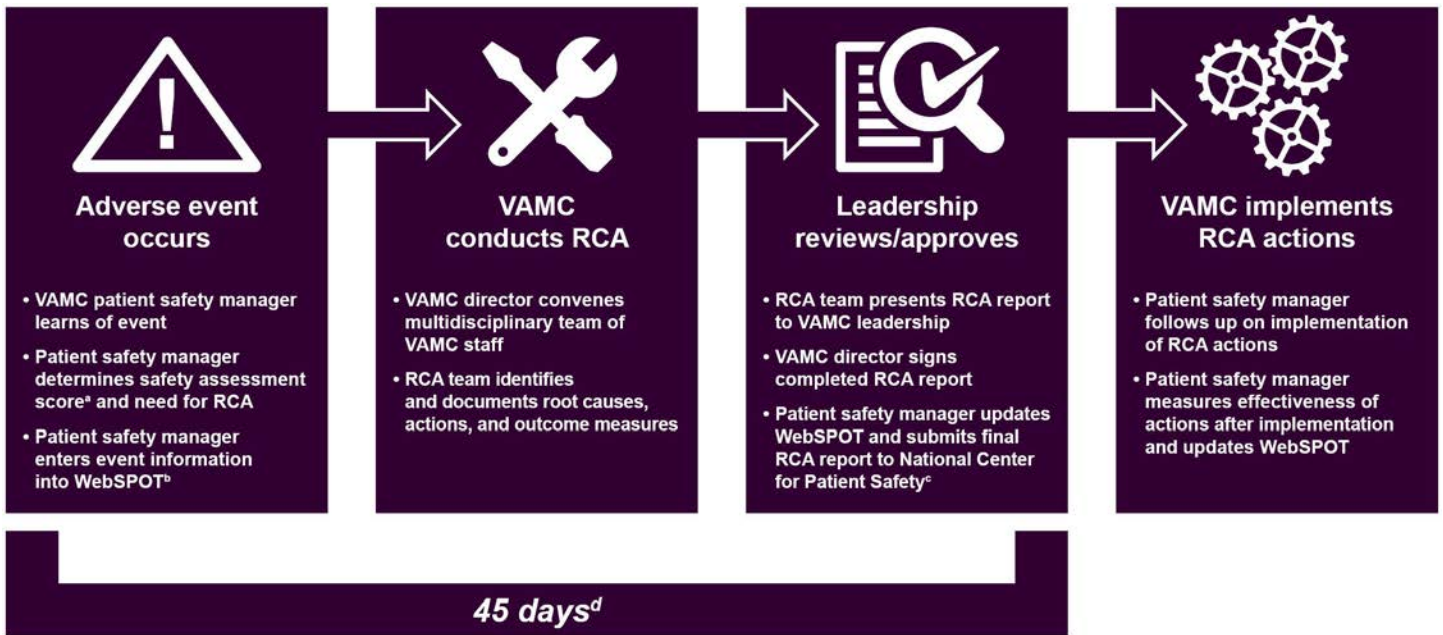 Adverse event
occurs
• VAMC patient safety manager
learns of event
• Patient safety manager
determines safety assessment
scoreᵃ and need for RCA
• Patient safety manager
enters event information
into WebSPOTᵇ
VAMC
conducts RCA
• VAMC director convenes
multidisciplinary team of
VAMC staff
• RCA team identifies
and documents root causes,
actions, and outcome measures
Leadership
reviews/approves
• RCA team presents RCA report
to VAMC leadership
• VAMC director signs
completed RCA report
• Patient safety manager updates
WebSPOT and submits final
RCA report to National Center
for Patient Safetyᶜ
VAMC implements
RCA actions
• Patient safety manager
follows up on implementation
of RCA actions
• Patient safety manager
measures effectiveness of
actions after implementation
and updates WebSPOT
45 daysᵈ